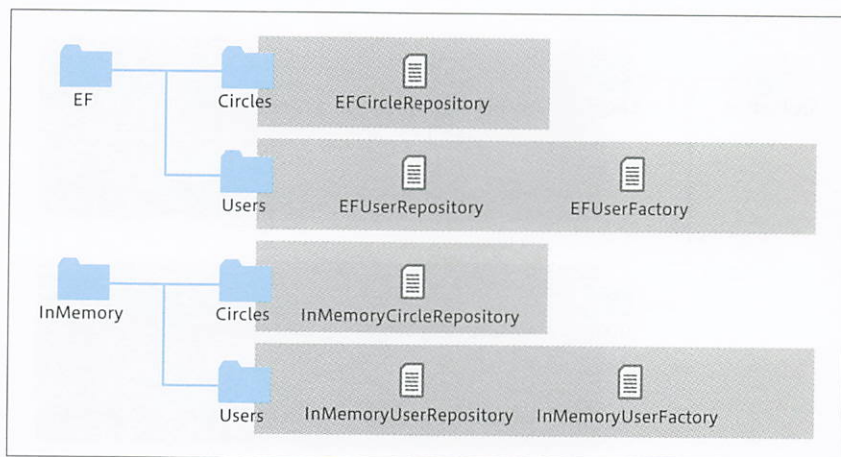 EF
Circles
EFCircleRepository
Users
EFUserRepository
EFUserFactory
InMemory
Circles
InMemoryCircleRepository
Users
InMemoryUserRepository
InMemoryUserFactory